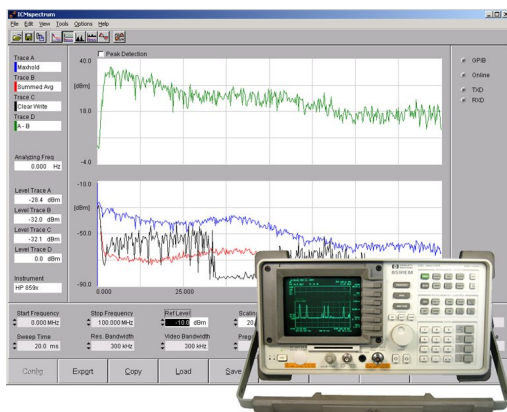 ICMspectrum
File Edit View Tools Options Help
Peak Detection
Trace A
Maxhold
Trace B
Summed Avg
Trace C
Clear Write
Trace D
A - B
Analyzing Freq
0.000 Hz
Level Trace A
-28.4 dBm
Level Trace B
-32.0 dBm
Level Trace C
-32.1 dBm
Level Trace D
0.0 dBm
Instrument
HP 859x
40.0
[dBm]
18.0
-4.0
-10.0
[dBm]
-50.0
-90.0
0.000
25.000
GPIB
Online
TXD
RXD
Start Frequency
0.000 MHz
Stop Frequency
100.000 MHz
Ref Level
-10.0 dBm
Scaling
20.
Sweep Time
20.0 ms
Res. Bandwidth
300 kHz
Video Bandwidth
300 kHz
Config
Export
Copy
Load
Save
8591EM